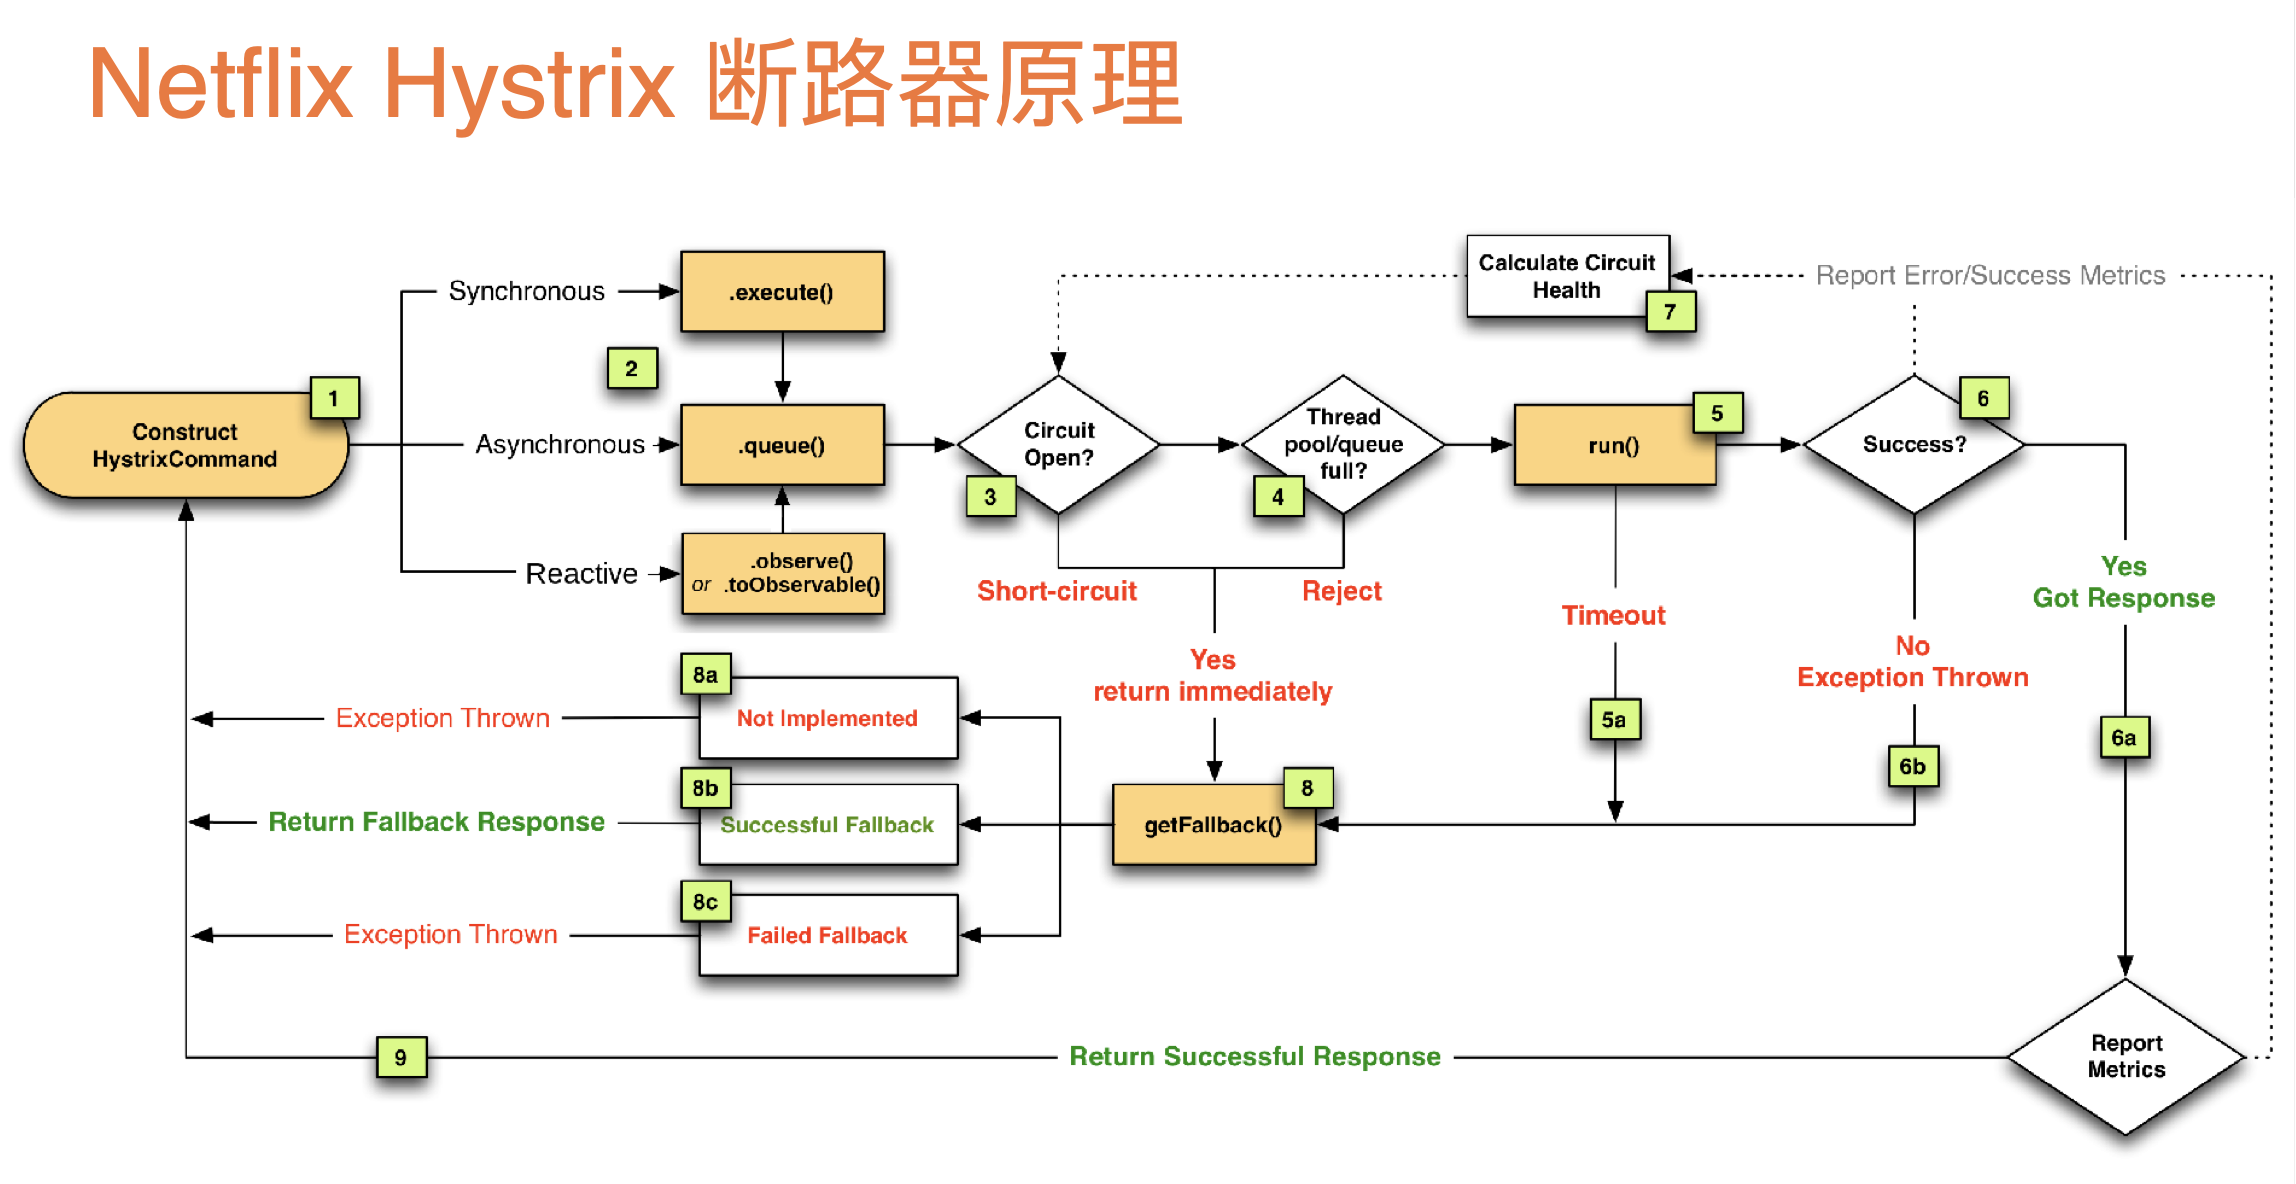 Netflix Hystrix 断路器原理
Calculate Circuit
Health
7
Report Error/Success Metrics
Synchronous
.execute()
2
1
Construct
HystrixCommand
Asynchronous
.queue()
Circuit
Open?
3
Thread
pool/queue
full?
4
run()
5
Success?
6
Reactive
.observe()
or .toObservable()
Short-circuit
Reject
Yes
return immediately
Timeout
5a
No
Exception Thrown
6b
Yes
Got Response
6a
8a
Not Implemented
Exception Thrown
8b
Successful Fallback
Return Fallback Response
8
getFallback()
8c
Failed Fallback
Exception Thrown
9
Return Successful Response
Report
Metrics